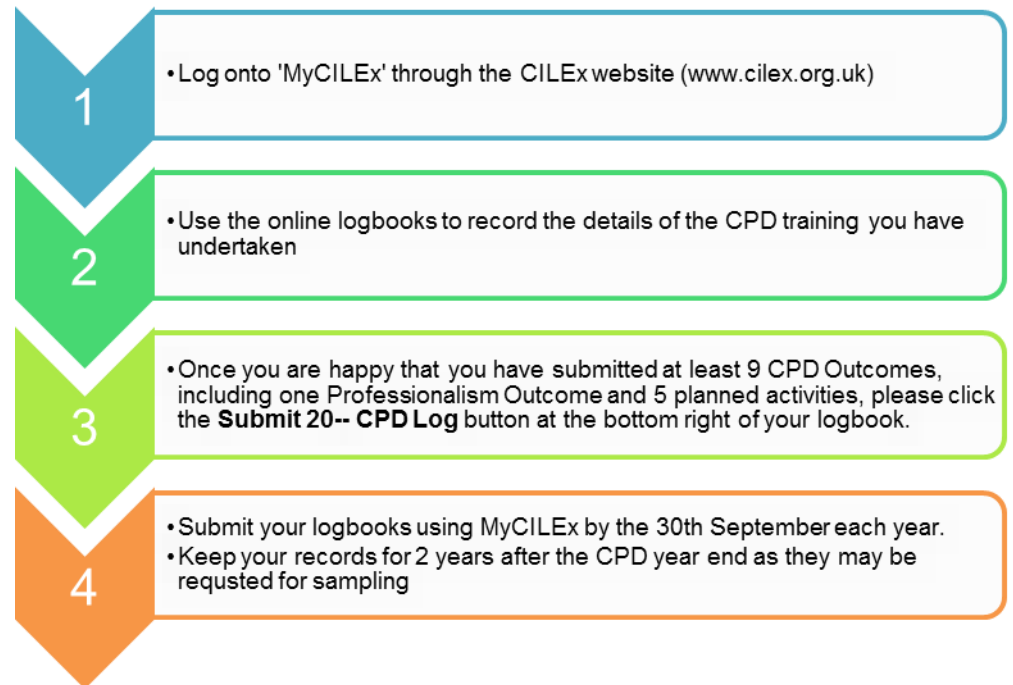 1
•Log onto 'MyCILEx' through the CILEx website (www.cilex.org.uk)
2
•Use the online logbooks to record the details of the CPD training you have
undertaken
3
•Once you are happy that you have submitted at least 9 CPD Outcomes,
including one Professionalism Outcome and 5 planned activities, please click
the Submit 20-- CPD Log button at the bottom right of your logbook.
4
•Submit your logbooks using MyCILEx by the 30th September each year.
•Keep your records for 2 years after the CPD year end as they may be
requsted for sampling